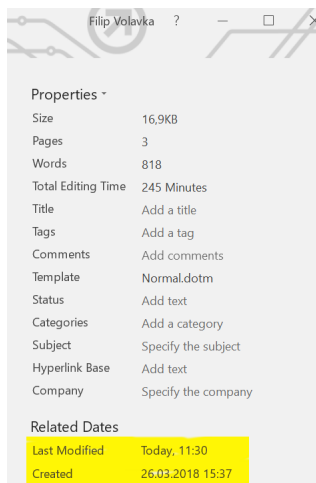 Filip Volavka ?
Properties
Size 16,9KB
Pages 3
Words 818
Total Editing Time 245 Minutes
Title Add a title
Tags Add a tag
Comments Add comments
Template Normal.dotm
Status Add text
Categories Add a category
Subject Specify the subject
Hyperlink Base Add text
Company Specify the company
Related Dates
Last Modified Today, 11:30
Created 26.03.2018 15:37